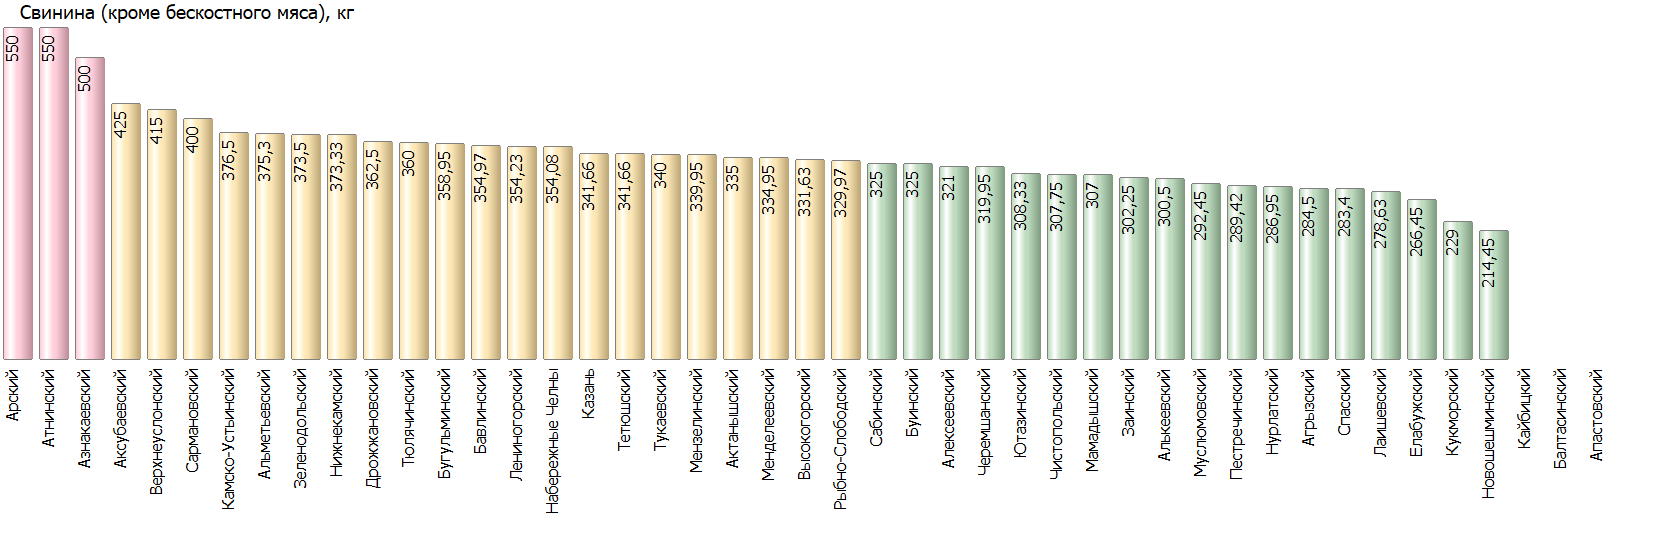 Свинина (кроме бескостного мяса), кг
550
550
500
425
415
400
376,5
375,3
373,5
373,33
362,5
360
358,95
354,97
354,23
354,08
341,66
341,66
340
339,95
335
334,95
331,63
329,97
325
325
321
319,95
308,33
307,75
307
302,25
300,5
292,45
289,42
286,95
284,5
283,4
278,63
266,45
229
214,45
Арский
Атнинский
Азнакаевский
Аксубаевский
Верхнеуслонский
Сармановский
Камско-Устьинский
Альметьевский
Зеленодольский
Нижнекамский
Дрожжановский
Тюлячинский
Бугульминский
Бавлинский
Лениногорский
Набережные Челны
Казань
Тетюшский
Тукаевский
Мензелинский
Актанышский
Менделеевский
Высокогорский
Рыбно-Слободский
Сабинский
Буинский
Алексеевский
Черемшанский
Ютазинский
Чистопольский
Мамадышский
Заинский
Алькеевский
Муслюмовский
Пестречинский
Нурлатский
Агрызский
Спасский
Лаишевский
Елабужский
Кукморский
Новошешминский
Кайбицкий
Балтасинский
Апастовский